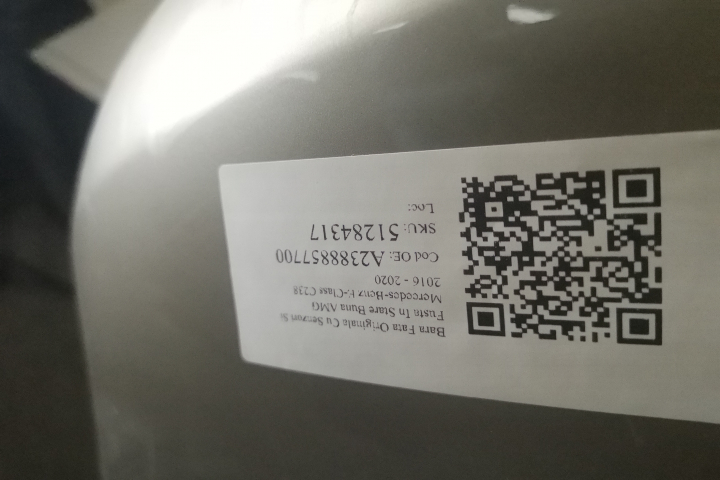 Bara Fata Originala Cu Senzori Si
Fusta In Stare Buna AMG
Mercedes-Benz E-Class C238
2016 - 2020
Cod OE: A2388857700
SKU: 51284317
Loc: